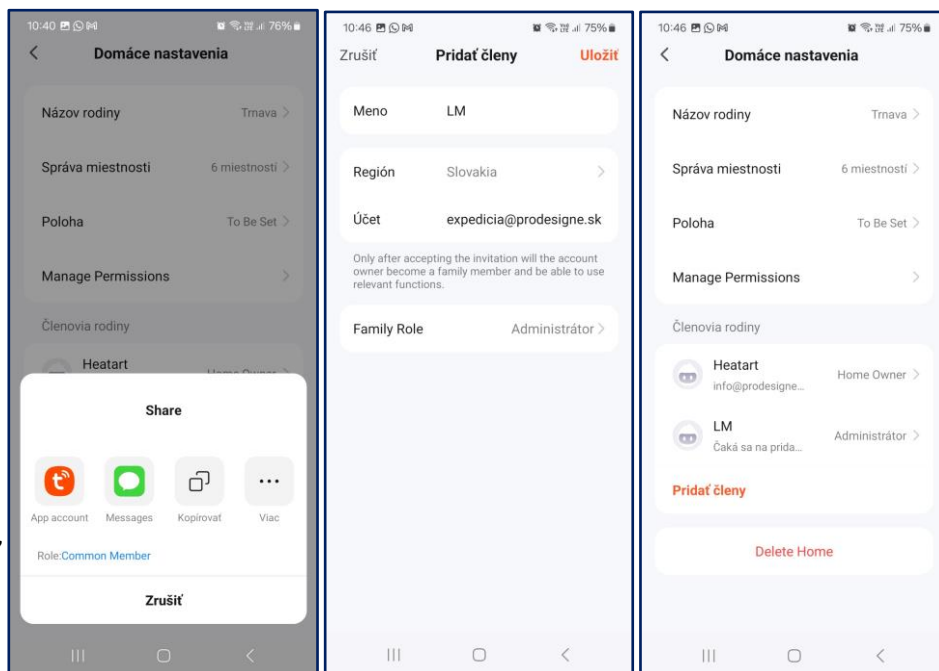 10:40
76%
Domáce nastavenia
Názov rodiny
Trnava
Správa miestnosti
6 miestností
Poloha
To Be Set
Manage Permissions
Členovia rodiny
Heatart
Home Owner
Share
App account
Messages
Kopírovať
Viac
Role:Common Member
Zrušiť
10:46
75%
Zrušiť
Pridať členy
Uložiť
Meno
LM
Región
Slovakia
Účet
expedicia@prodesigne.sk
Only after accepting the invitation will the account
owner become a family member and be able to use
relevant functions.
Family Role
Administrátor
10:46
75%
Domáce nastavenia
Názov rodiny
Trnava
Správa miestnosti
6 miestností
Poloha
To Be Set
Manage Permissions
Členovia rodiny
Heatart
info@prodesigne...
Home Owner
LM
Čaká sa na prida...
Administrátor
Pridať členy
Delete Home